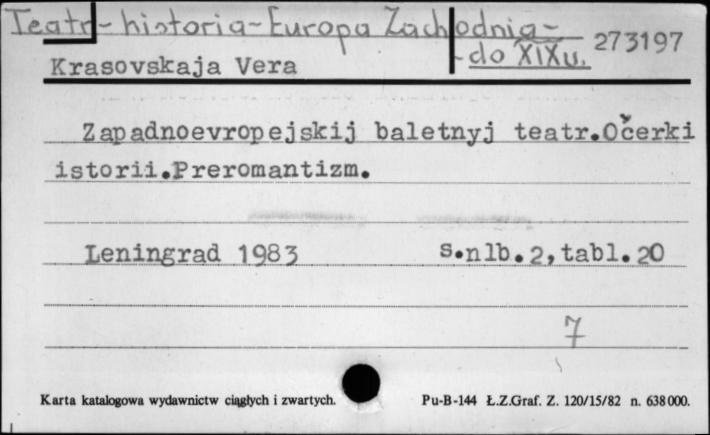 Teatr-historia-Europa Zachodnia-
-do XIXw. 273197
Krasovskaja Vera
Zapadnoevropejskij baletnyj teatr.Očerki
istorii.Preromantizm.
Leningrad 1983 s.nlb.2,tabl.20
7
Karta katalogowa wydawnictw ciągłych i zwartych. Pu-B-144 Ł.Z.Graf. Z. 120/15/82 n. 638 000.